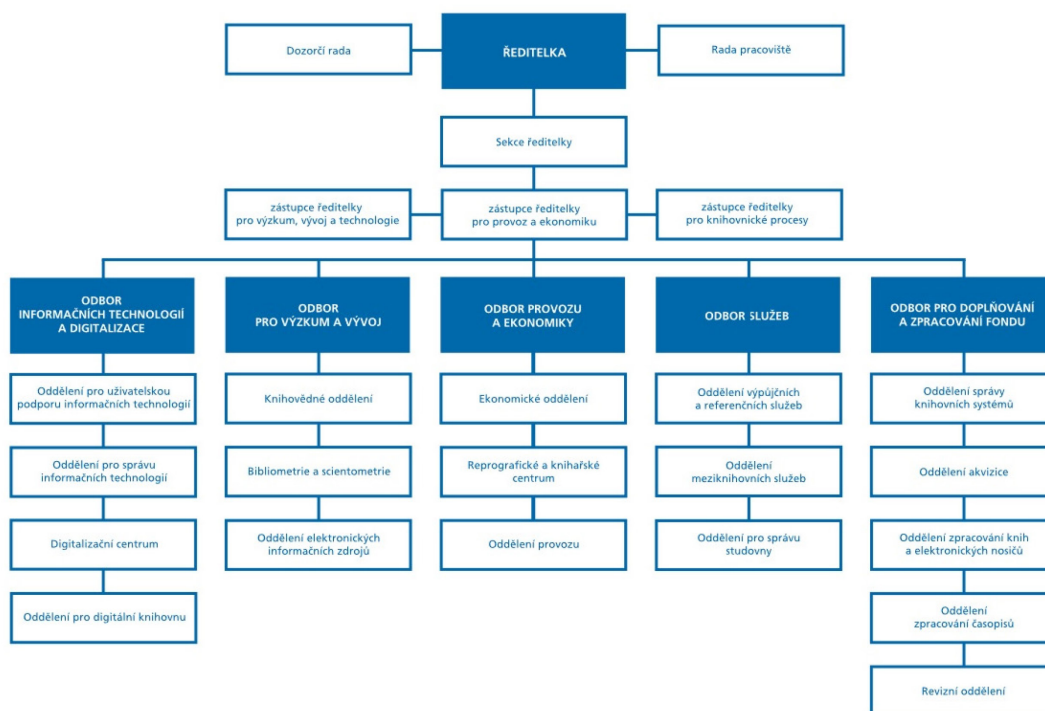 Dozorčí rada
ŘEDITELKA
Rada pracoviště
Sekce ředitelky
zástupce ředitelky
pro výzkum, vývoj a technologie
zástupce ředitelky
pro provoz a ekonomiku
zástupce ředitelky
pro knihovnické procesy
ODBOR
INFORMAČNÍCH TECHNOLOGIÍ
A DIGITALIZACE
ODBOR
PRO VÝZKUM A VÝVOJ
ODBOR PROVOZU
A EKONOMIKY
ODBOR SLUŽEB
ODBOR PRO DOPLŇOVÁNÍ
A ZPRACOVÁNÍ FONDU
Oddělení pro uživatelskou
podporu informačních technologií
Knihovědné oddělení
Ekonomické oddělení
Oddělení výpůjčních
a referenčních služeb
Oddělení správy
knihovních systémů
Oddělení pro správu
informačních technologií
Bibliometrie a scientometrie
Reprografické a knihařské
centrum
Oddělení
meziknihovních služeb
Oddělení akvizice
Digitalizační centrum
Oddělení elektronických
informačních zdrojů
Oddělení provozu
Oddělení pro správu
studovny
Oddělení zpracování knih
a elektronických nosičů
Oddělení pro digitální knihovnu
Oddělení
zpracování časopisů
Revizní oddělení